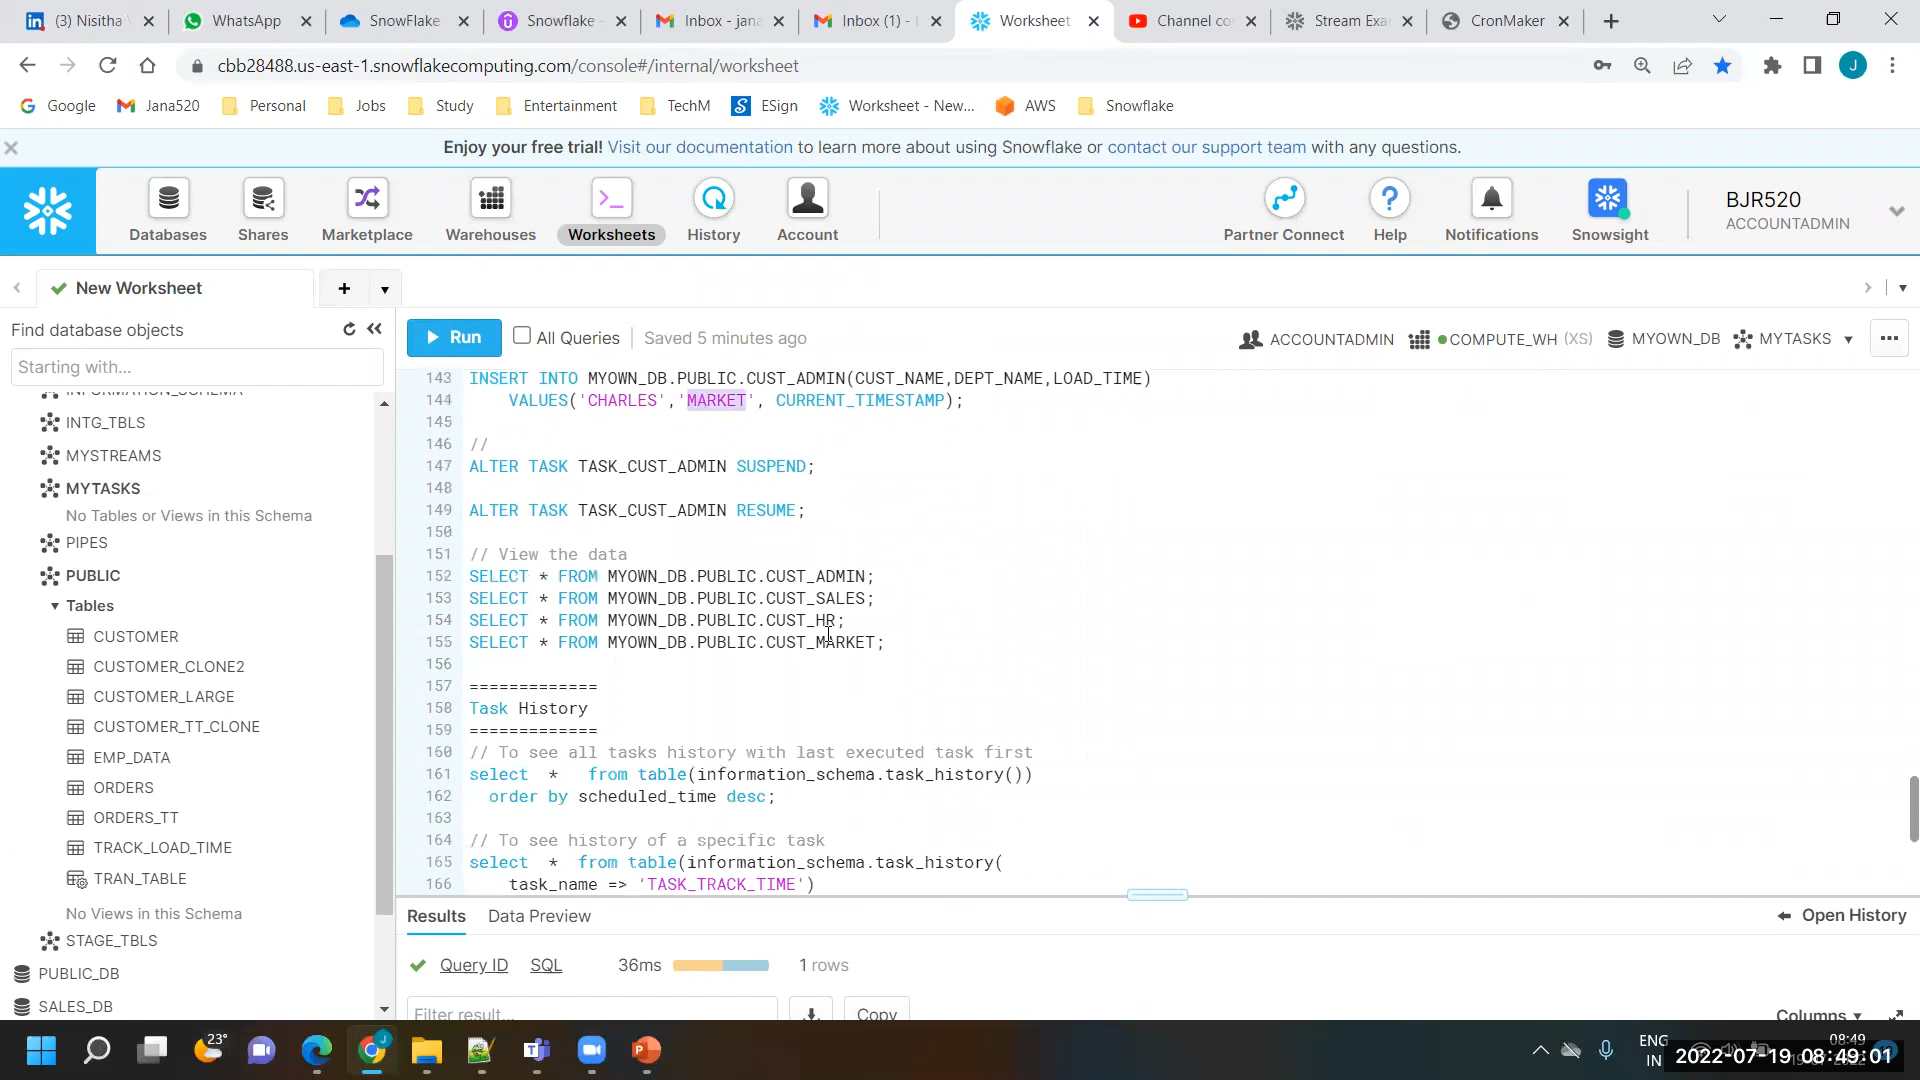 (3) Nisitha
WhatsApp
SnowFlake
Snowflake -
Inbox - jana
Inbox (1) -
Worksheet
Channel co
Stream Exa
CronMaker
cbb28488.us-east-1.snowflakecomputing.com/console#/internal/worksheet
J
Google
Jana520
Personal
Jobs
Study
Entertainment
TechM
ESign
Worksheet - New...
AWS
Snowflake
Enjoy your free trial! Visit our documentation to learn more about using Snowflake or contact our support team with any questions.
Databases
Shares
Marketplace
Warehouses
Worksheets
History
Account
Partner Connect
Help
Notifications
Snowsight
BJR520
ACCOUNTADMIN
New Worksheet
Find database objects
Starting with...
Run
All Queries
Saved 5 minutes ago
ACCOUNTADMIN
COMPUTE_WH (XS)
MYOWN_DB
MYTASKS
INFORMATION_SCHEMA
INTG_TBLS
MYSTREAMS
MYTASKS
No Tables or Views in this Schema
PIPES
PUBLIC
Tables
CUSTOMER
CUSTOMER_CLONE2
CUSTOMER_LARGE
CUSTOMER_TT_CLONE
EMP_DATA
ORDERS
ORDERS_TT
TRACK_LOAD_TIME
TRAN_TABLE
No Views in this Schema
STAGE_TBLS
PUBLIC_DB
SALES_DB
143 INSERT INTO MYOWN_DB.PUBLIC.CUST_ADMIN(CUST_NAME,DEPT_NAME,LOAD_TIME)
144 VALUES('CHARLES','MARKET', CURRENT_TIMESTAMP);
145
146 //
147 ALTER TASK TASK_CUST_ADMIN SUSPEND;
148
149 ALTER TASK TASK_CUST_ADMIN RESUME;
150
151 // View the data
152 SELECT * FROM MYOWN_DB.PUBLIC.CUST_ADMIN;
153 SELECT * FROM MYOWN_DB.PUBLIC.CUST_SALES;
154 SELECT * FROM MYOWN_DB.PUBLIC.CUST_HR;
155 SELECT * FROM MYOWN_DB.PUBLIC.CUST_MARKET;
156
157 =============
158 Task History
159 =============
160 // To see all tasks history with last executed task first
161 select * from table(information_schema.task_history())
162 order by scheduled_time desc;
163
164 // To see history of a specific task
165 select * from table(information_schema.task_history(
166 task_name => 'TASK_TRACK_TIME')
Results
Data Preview
Open History
Query ID
SQL
36ms
1 rows
Filter result...
Copy
Columns
23°
ENG
IN
08:49
2022-07-19 08:49:01